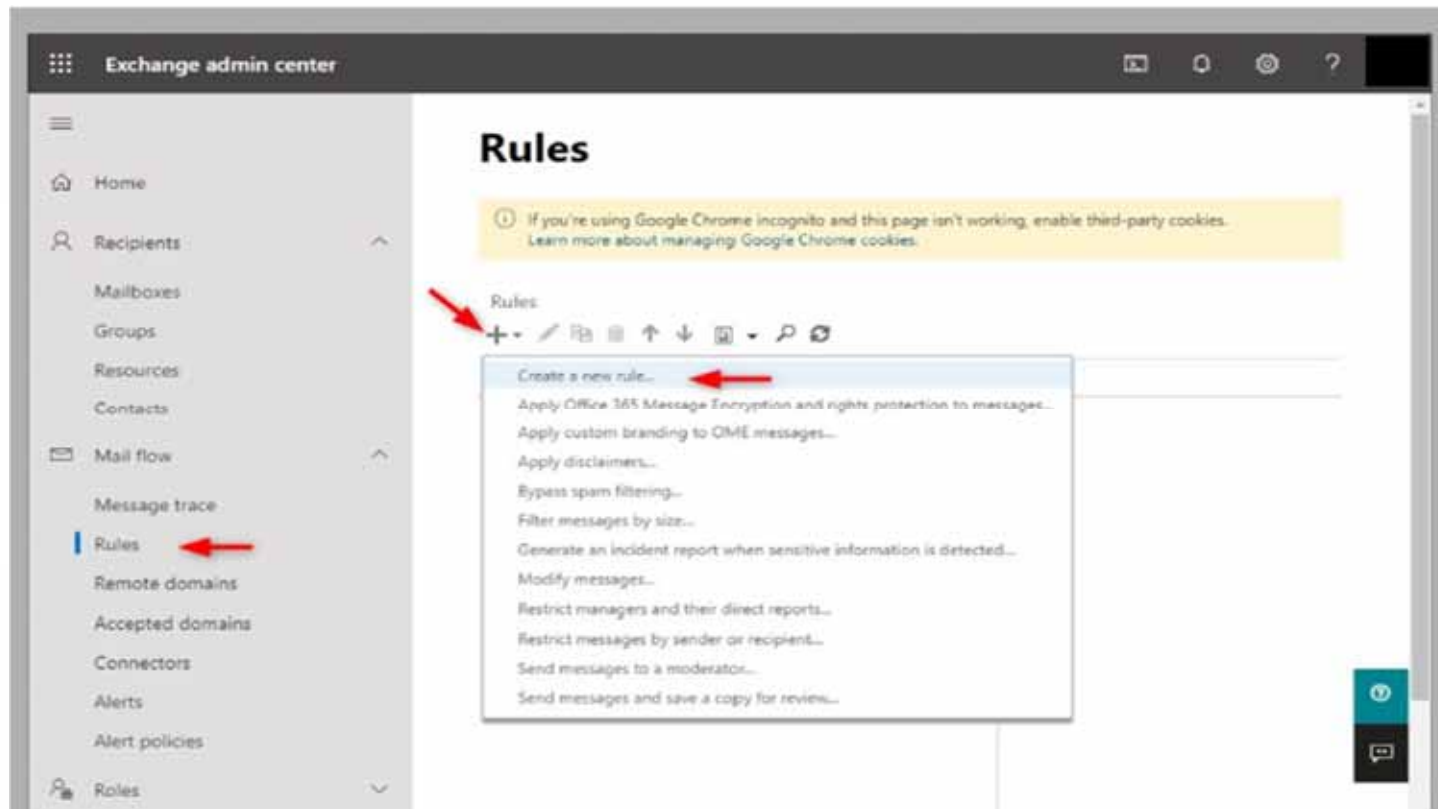 Exchange admin center
?
Home
Recipients
Mailboxes
Groups
Resources
Contacts
Mail flow
Message trace
Rules
Remote domains
Accepted domains
Connectors
Alerts
Alert policies
Roles
Rules
If you're using Google Chrome incognito and this page isn't working, enable third-party cookies.
Learn more about managing Google Chrome cookies.
Rules
Create a new rule...
Apply Office 365 Message Encryption and rights protection to messages...
Apply custom branding to OME messages...
Apply disclaimers...
Bypass spam filtering...
Filter messages by size...
Generate an incident report when sensitive information is detected...
Modify messages...
Restrict managers and their direct reports...
Restrict messages by sender or recipient...
Send messages to a moderator...
Send messages and save a copy for review...